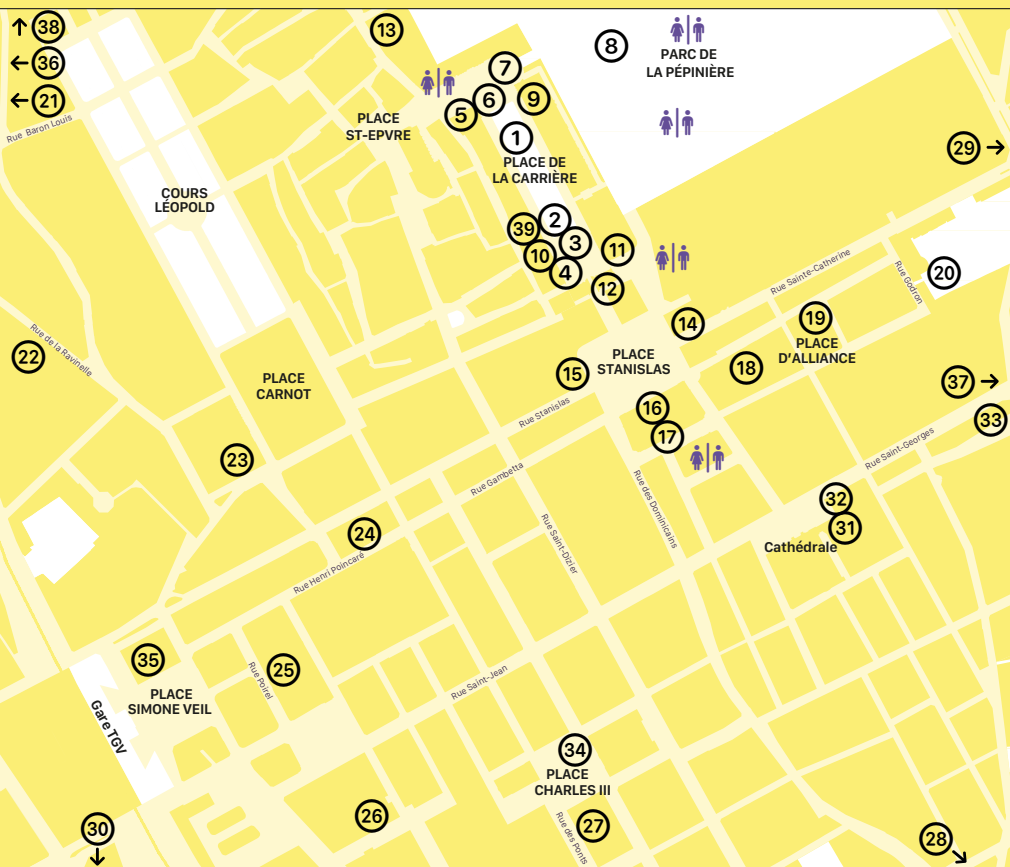 ↑ 38
← 36
← 21
Rue Baron Louis
13
8
PARC DE
LA PÉPINIÈRE
7
6
9
5
PLACE
ST-EPVRE
1
PLACE DE
LA CARRIÈRE
29 →
COURS
LÉOPOLD
2
39
3
10
4
11
12
Rue Sainte-Catherine
Rue Godron
20
22
Rue de la Ravinelle
14
19
PLACE
D'ALLIANCE
PLACE
STANISLAS
15
18
37 →
PLACE
CARNOT
Rue Stanislas
16
17
33
Rue Saint-Georges
23
Rue Gambetta
Rue des Dominicains
32
31
Cathédrale
24
Rue Henri Poincaré
Rue Saint-Dizier
35
PLACE
SIMONE VEIL
Rue Poirel
25
Rue Saint-Jean
Gare TGV
34
PLACE
CHARLES III
26
27
Rue des Ponts
30
↓
28
↘